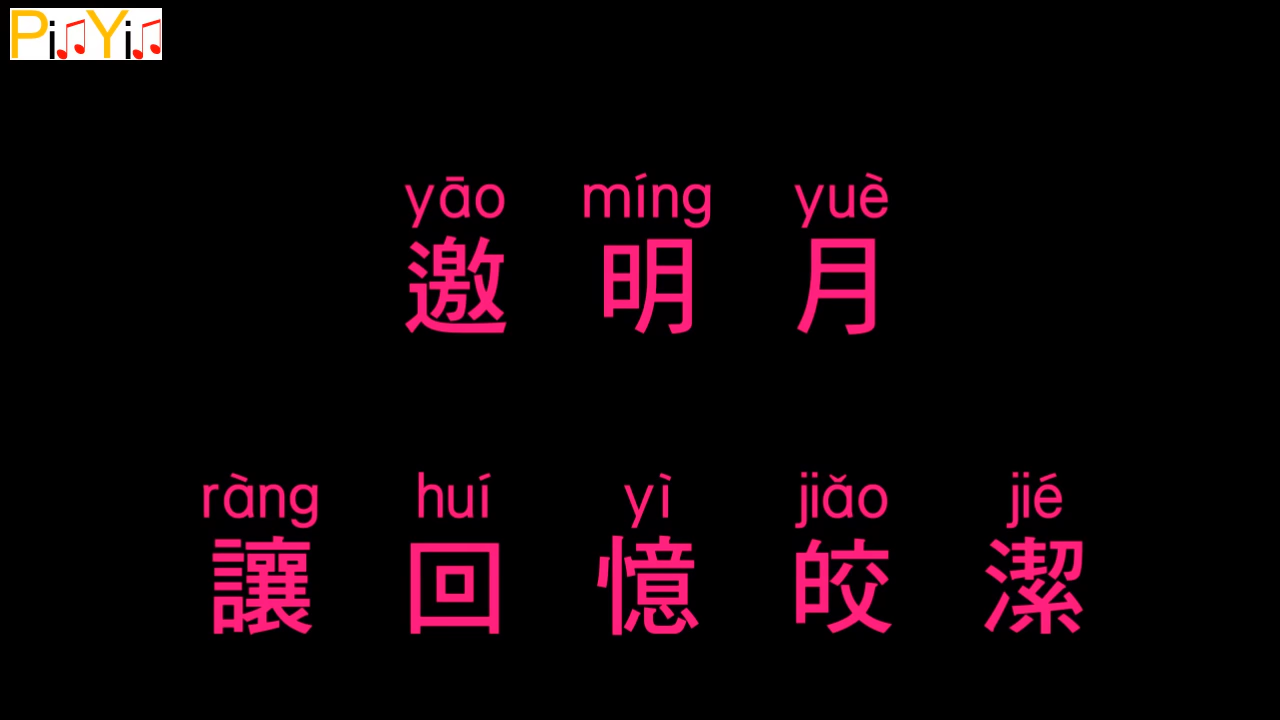 PinYin
yāo míng yuè
邀 明 月
ràng huí yì jiǎo jié
讓 回 憶 皎 潔